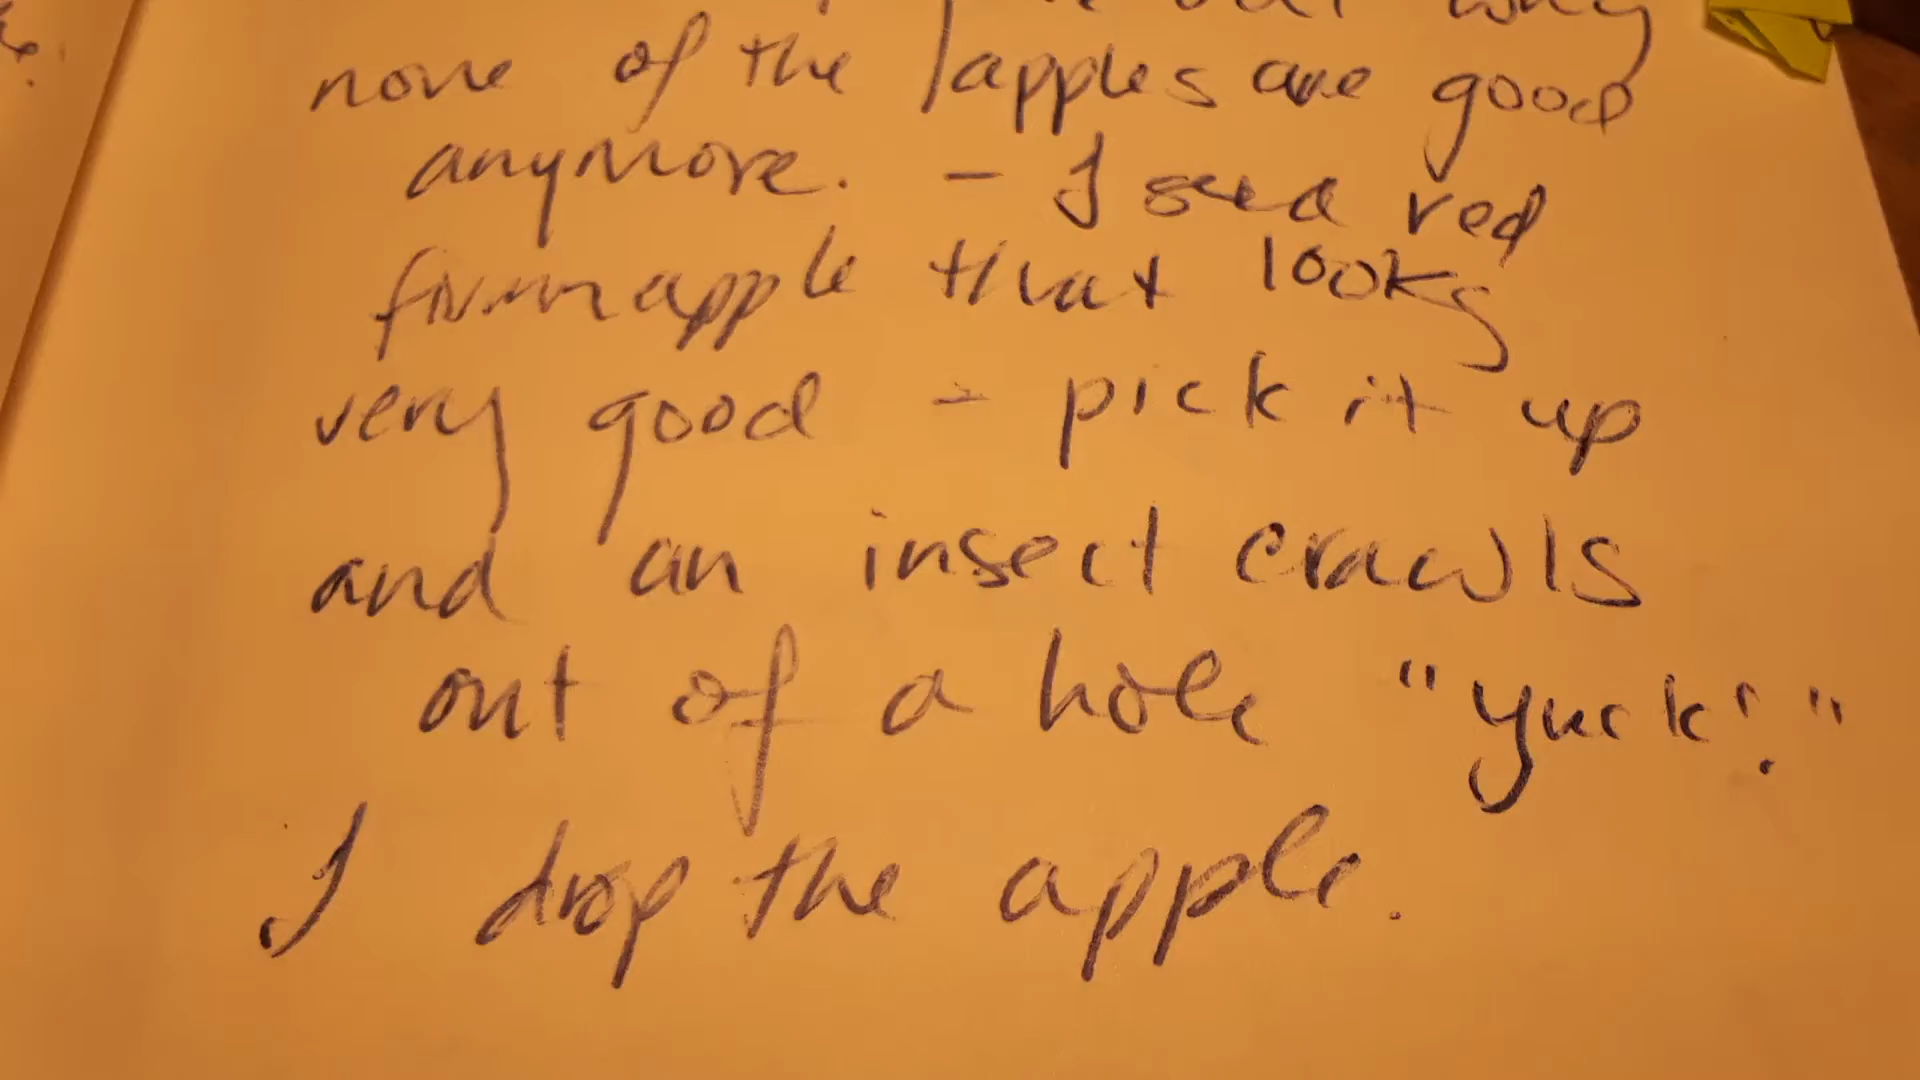 why
none of the apples are good
anymore. - I see a red
firm apple that looks
very good - pick it up
and an insect crawls
out of a hole "yuck!"
I drop the apple.